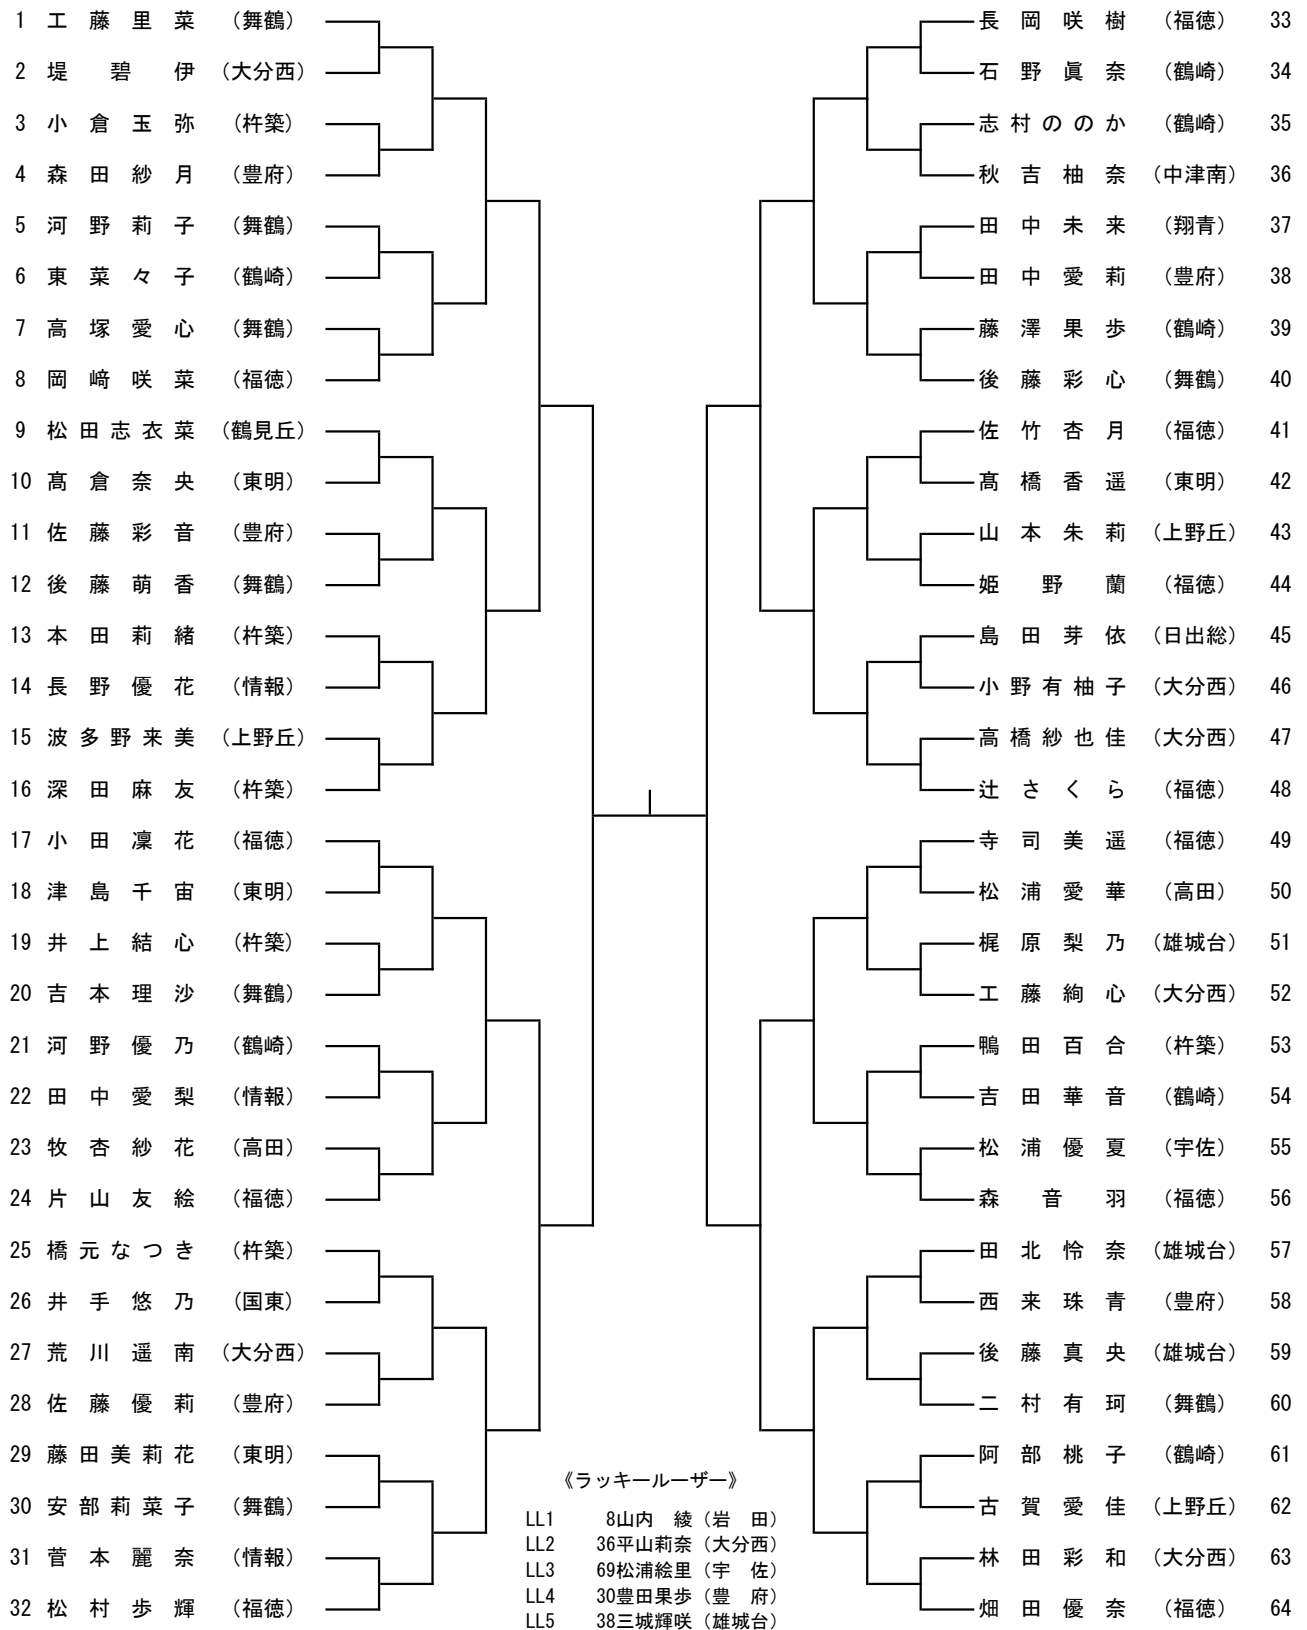 1 工藤里菜 (舞鶴)
2 堤碧伊 (大分西)
3 小倉玉弥 (杵築)
4 森田紗月 (豊府)
5 河野莉子 (舞鶴)
6 東菜々子 (鶴崎)
7 高塚愛心 (舞鶴)
8 岡﨑咲菜 (福徳)
9 松田志衣菜 (鶴見丘)
10 髙倉奈央 (東明)
11 佐藤彩音 (豊府)
12 後藤萌香 (舞鶴)
13 本田莉緒 (杵築)
14 長野優花 (情報)
15 波多野来美 (上野丘)
16 深田麻友 (杵築)
17 小田凜花 (福徳)
18 津島千宙 (東明)
19 井上結心 (杵築)
20 吉本理沙 (舞鶴)
21 河野優乃 (鶴崎)
22 田中愛梨 (情報)
23 牧杏紗花 (高田)
24 片山友絵 (福徳)
25 橋元なつき (杵築)
26 井手悠乃 (国東)
27 荒川遥南 (大分西)
28 佐藤優莉 (豊府)
29 藤田美莉花 (東明)
30 安部莉菜子 (舞鶴)
31 菅本麗奈 (情報)
32 松村歩輝 (福徳)
長岡咲樹 (福徳) 33
石野眞奈 (鶴崎) 34
志村ののか (鶴崎) 35
秋吉柚奈 (中津南) 36
田中未来 (翔青) 37
田中愛莉 (豊府) 38
藤澤果歩 (鶴崎) 39
後藤彩心 (舞鶴) 40
佐竹杏月 (福徳) 41
髙橋香遥 (東明) 42
山本朱莉 (上野丘) 43
姫野蘭 (福徳) 44
島田芽依 (日出総) 45
小野有柚子 (大分西) 46
高橋紗也佳 (大分西) 47
辻さくら (福徳) 48
寺司美遥 (福徳) 49
松浦愛華 (高田) 50
梶原梨乃 (雄城台) 51
工藤絢心 (大分西) 52
鴨田百合 (杵築) 53
吉田華音 (鶴崎) 54
松浦優夏 (宇佐) 55
森音羽 (福徳) 56
田北怜奈 (雄城台) 57
西来珠青 (豊府) 58
後藤真央 (雄城台) 59
二村有珂 (舞鶴) 60
阿部桃子 (鶴崎) 61
古賀愛佳 (上野丘) 62
林田彩和 (大分西) 63
畑田優奈 (福徳) 64
《ラッキールーザー》
LL1 8山内 綾(岩 田)
LL2 36平山莉奈(大分西)
LL3 69松浦絵里(宇 佐)
LL4 30豊田果歩(豊 府)
LL5 38三城輝咲(雄城台)